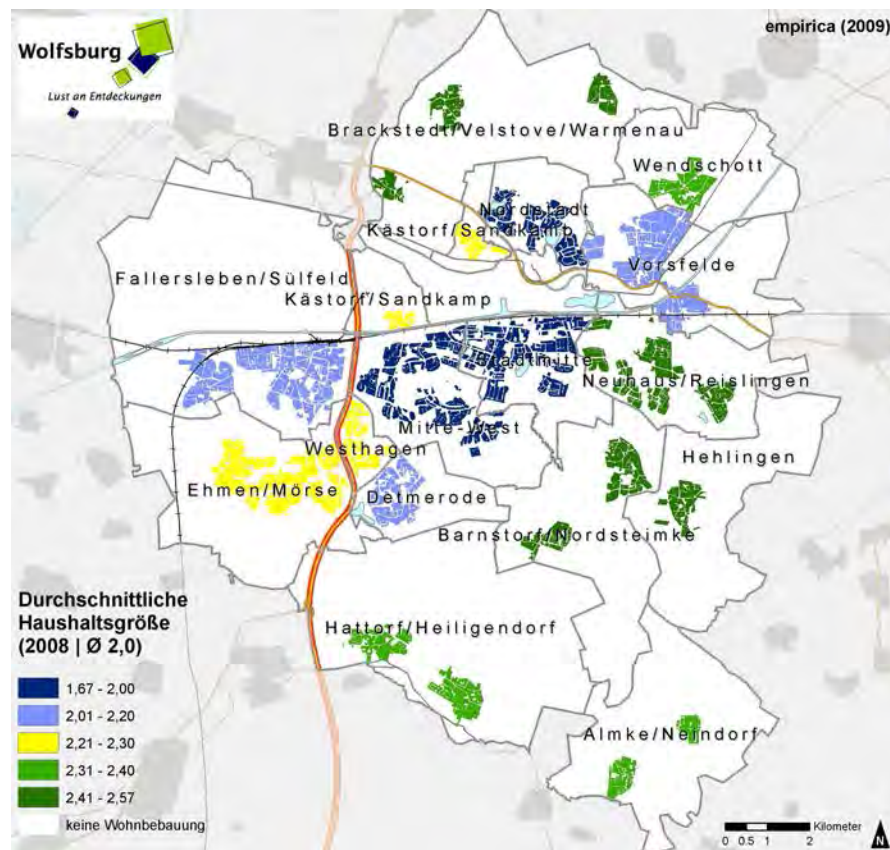 Wolfsburg
Lust an Entdeckungen
empirica (2009)
Brackstedt/Velstove/Warmenau
Wendschott
Nordstadt
Kästorf/Sandkamp
Vorsfelde
Fallersleben/Sülfeld
Kästorf/Sandkamp
Stadtmitte
Neuhaus/Reislingen
Mitte-West
Westhagen
Hehlingen
Ehmen/Mörse
Detmerode
Barnstorf/Nordsteimke
Durchschnittliche
Haushaltsgröße
(2008 | Ø 2,0)
Hattorf/Heiligendorf
1,67 - 2,00
2,01 - 2,20
2,21 - 2,30
2,31 - 2,40
2,41 - 2,57
keine Wohnbebauung
Almke/Neindorf
Kilometer
0 0.5 1 2
N